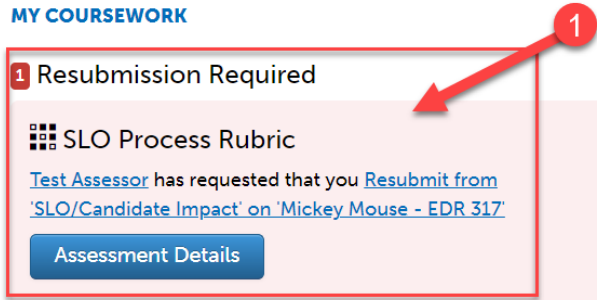 MY COURSEWORK
1
1 Resubmission Required
SLO Process Rubric
Test Assessor has requested that you Resubmit from
'SLO/Candidate Impact' on 'Mickey Mouse - EDR 317'
Assessment Details